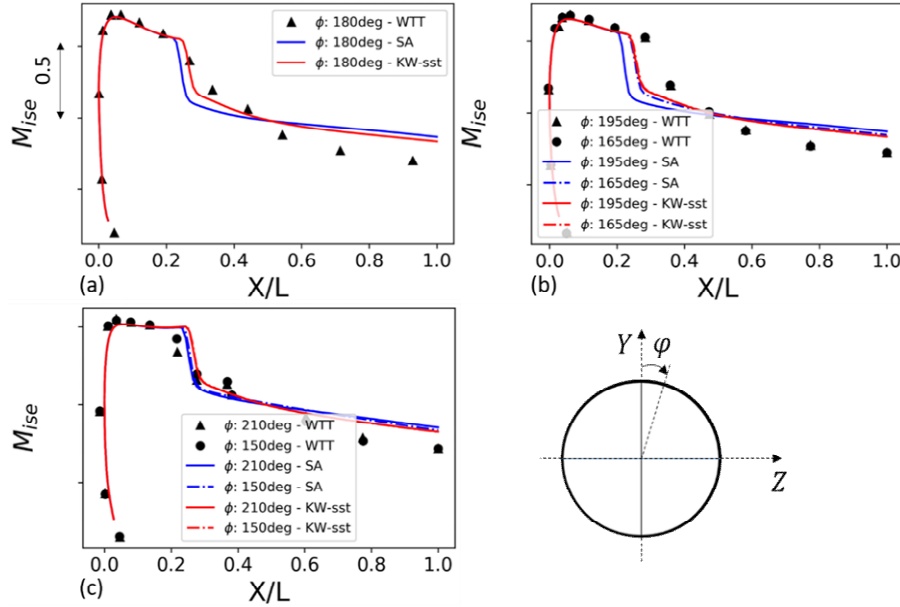 ϕ: 180deg - WTT
ϕ: 180deg - SA
ϕ: 180deg - KW-sst
0.5
M_ise
0.0 0.2 0.4 0.6 0.8 1.0
X/L
(a)
ϕ: 195deg - WTT
ϕ: 165deg - WTT
ϕ: 195deg - SA
ϕ: 165deg - SA
ϕ: 195deg - KW-sst
ϕ: 165deg - KW-sst
M_ise
0.0 0.2 0.4 0.6 0.8 1.0
X/L
(b)
ϕ: 210deg - WTT
ϕ: 150deg - WTT
ϕ: 210deg - SA
ϕ: 150deg - SA
ϕ: 210deg - KW-sst
ϕ: 150deg - KW-sst
M_ise
0.0 0.2 0.4 0.6 0.8 1.0
X/L
(c)
Y φ
Z